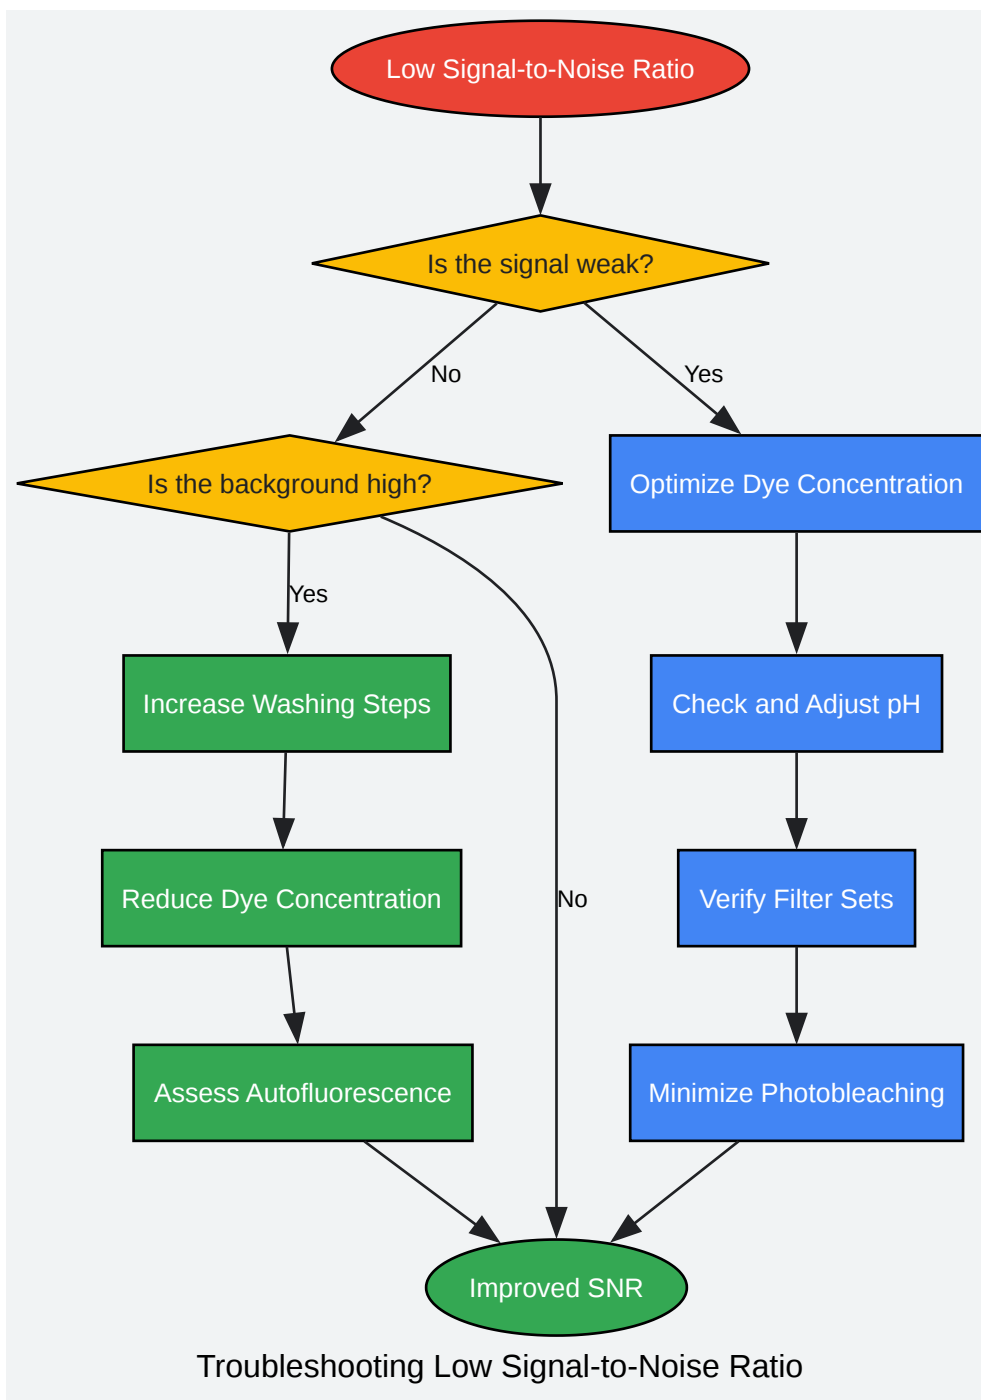 Low Signal-to-Noise Ratio
Is the signal weak?
No
Yes
Is the background high?
Optimize Dye Concentration
Yes
Increase Washing Steps
Check and Adjust pH
Reduce Dye Concentration
No
Verify Filter Sets
Assess Autofluorescence
Minimize Photobleaching
Improved SNR
Troubleshooting Low Signal-to-Noise Ratio